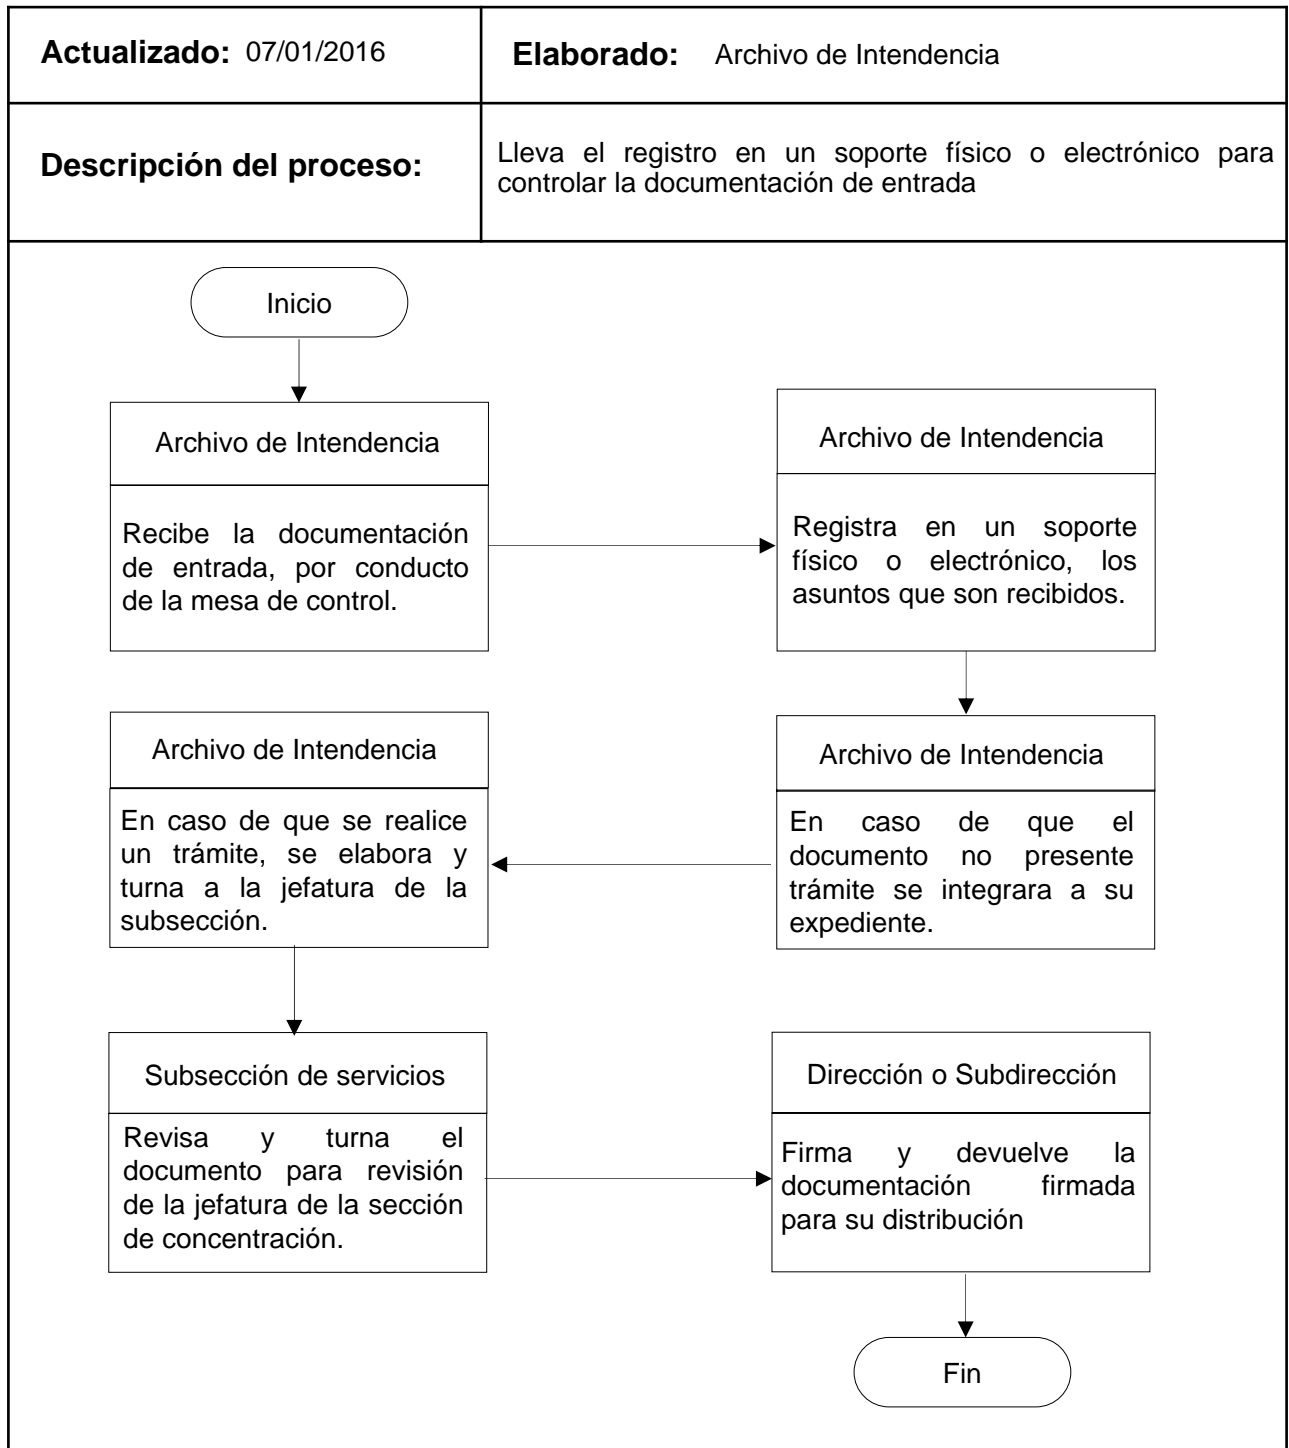 Actualizado: 07/01/2016
Elaborado: Archivo de Intendencia
Descripción del proceso:
Lleva el registro en un soporte físico o electrónico para
controlar la documentación de entrada
Inicio
Archivo de Intendencia
Recibe la documentación
de entrada, por conducto
de la mesa de control.
Archivo de Intendencia
Registra en un soporte
físico o electrónico, los
asuntos que son recibidos.
Archivo de Intendencia
En caso de que el
documento no presente
trámite se integrara a su
expediente.
Archivo de Intendencia
En caso de que se realice
un trámite, se elabora y
turna a la jefatura de la
subsección.
Subsección de servicios
Revisa y turna el
documento para revisión
de la jefatura de la sección
de concentración.
Dirección o Subdirección
Firma y devuelve la
documentación firmada
para su distribución
Fin